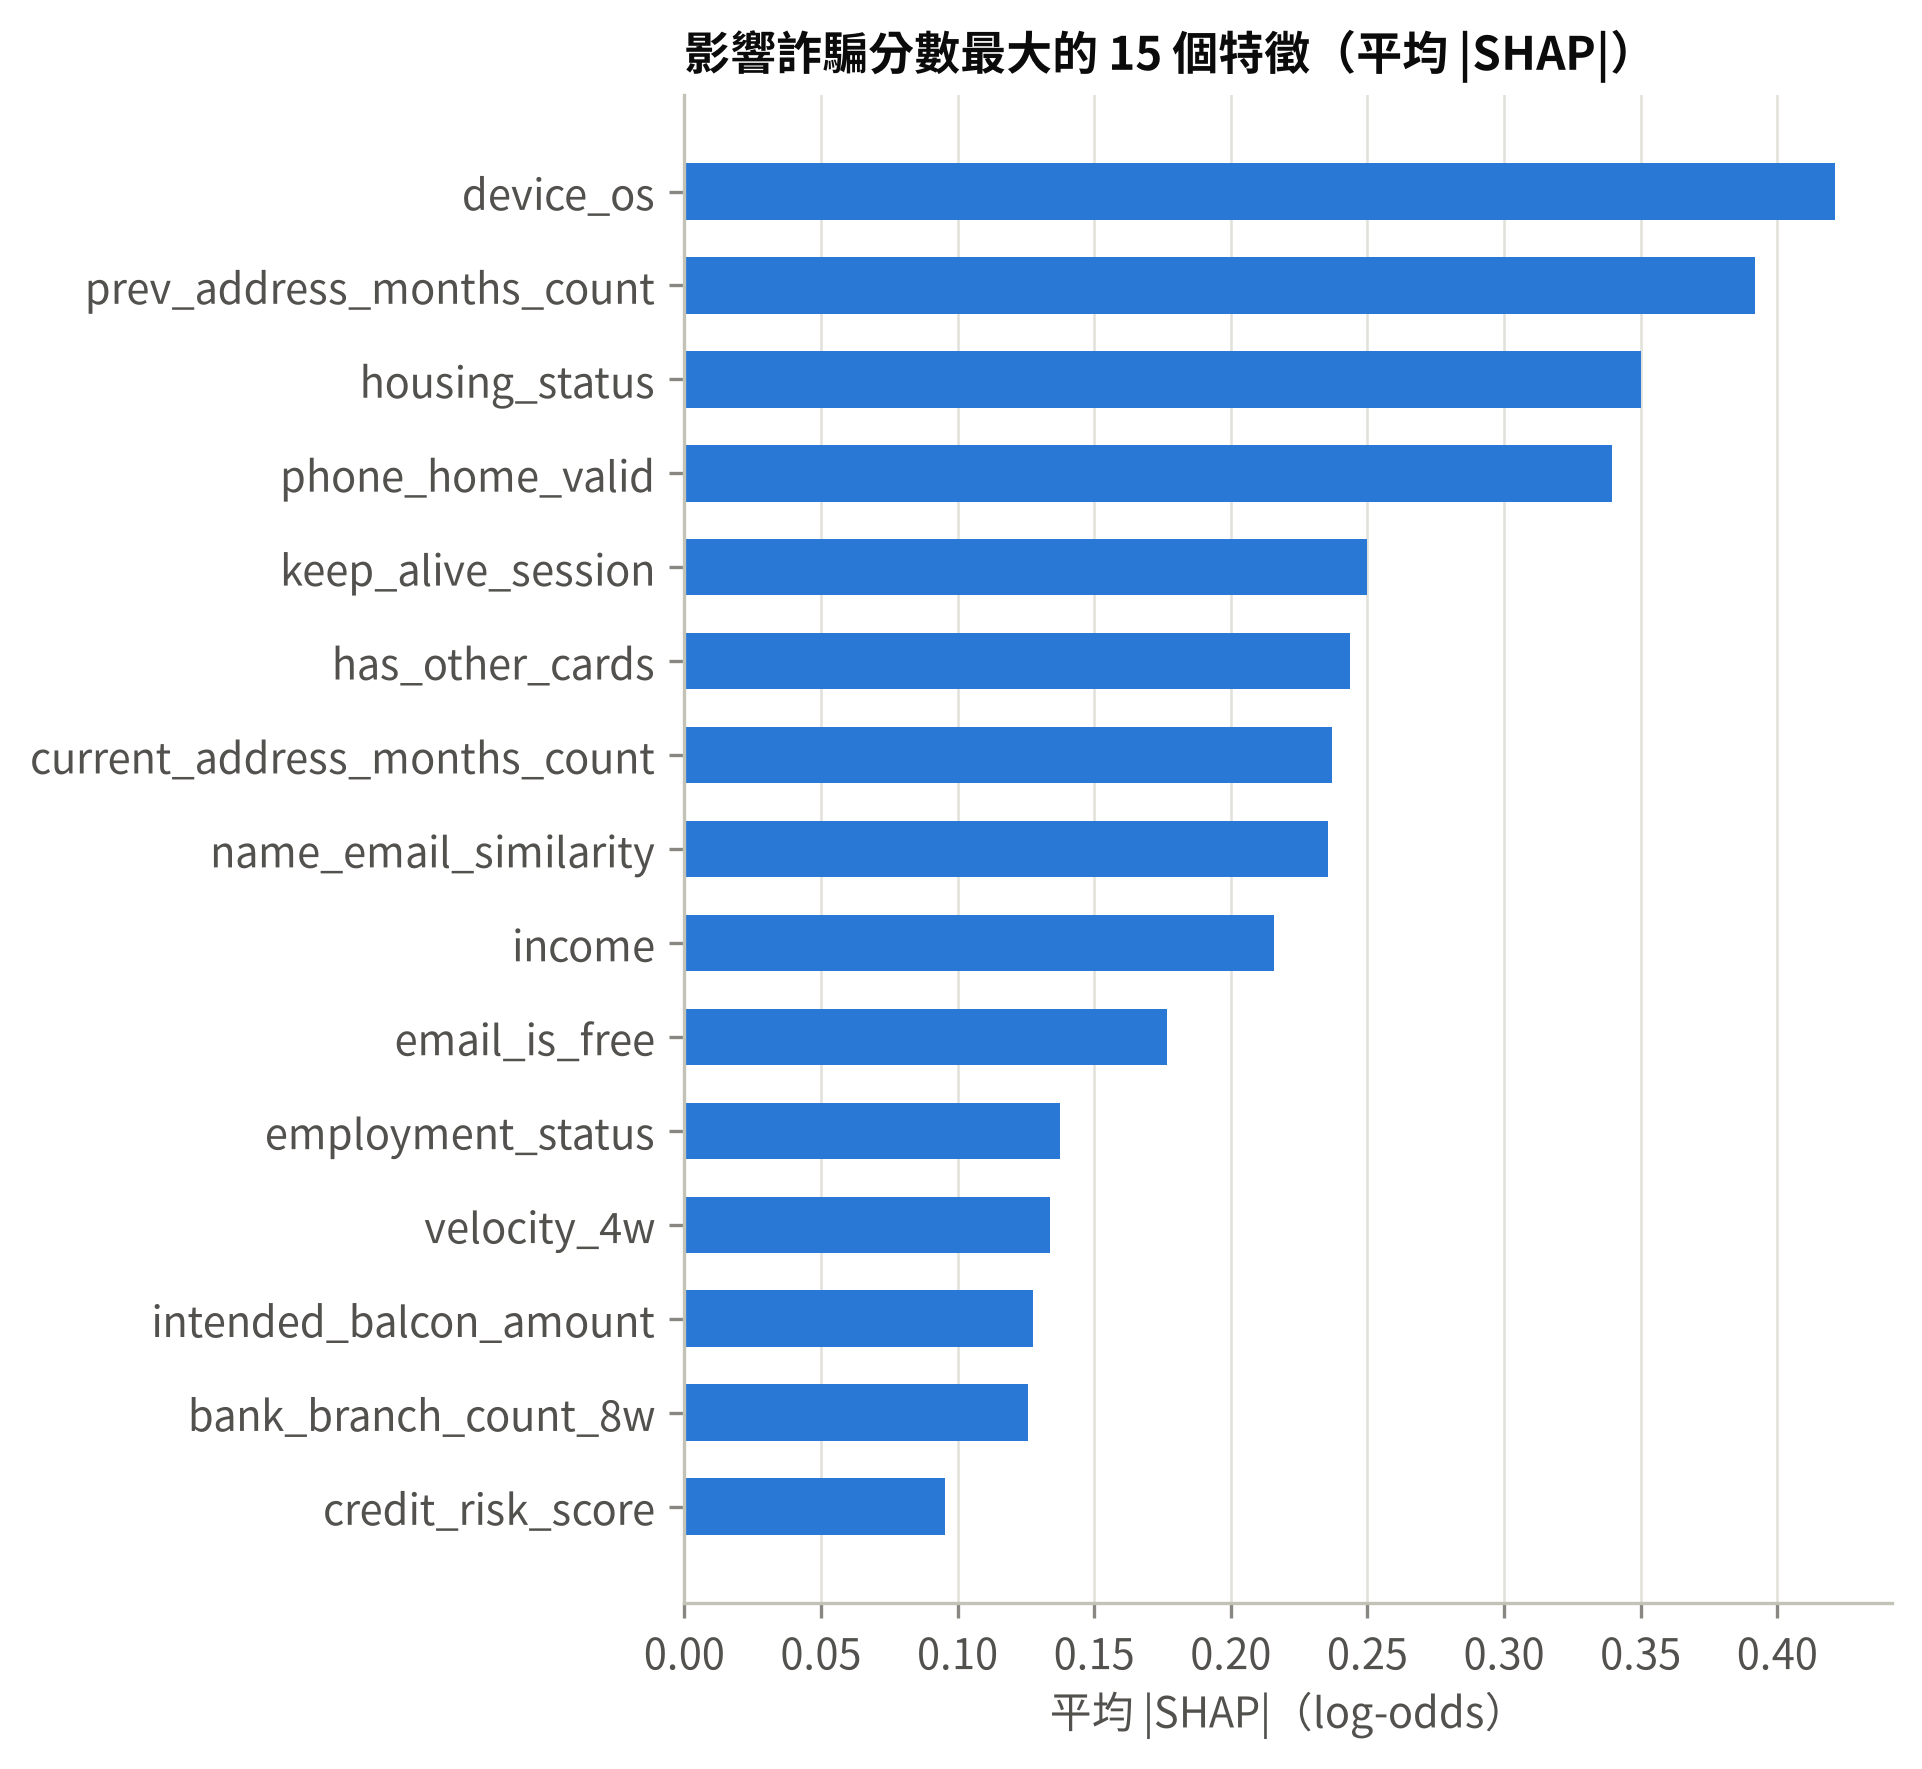 影響詐騙分數最大的 15 個特徵（平均 |SHAP|）
device_os
prev_address_months_count
housing_status
phone_home_valid
keep_alive_session
has_other_cards
current_address_months_count
name_email_similarity
income
email_is_free
employment_status
velocity_4w
intended_balcon_amount
bank_branch_count_8w
credit_risk_score
0.00 0.05 0.10 0.15 0.20 0.25 0.30 0.35 0.40
平均 |SHAP|（log-odds）